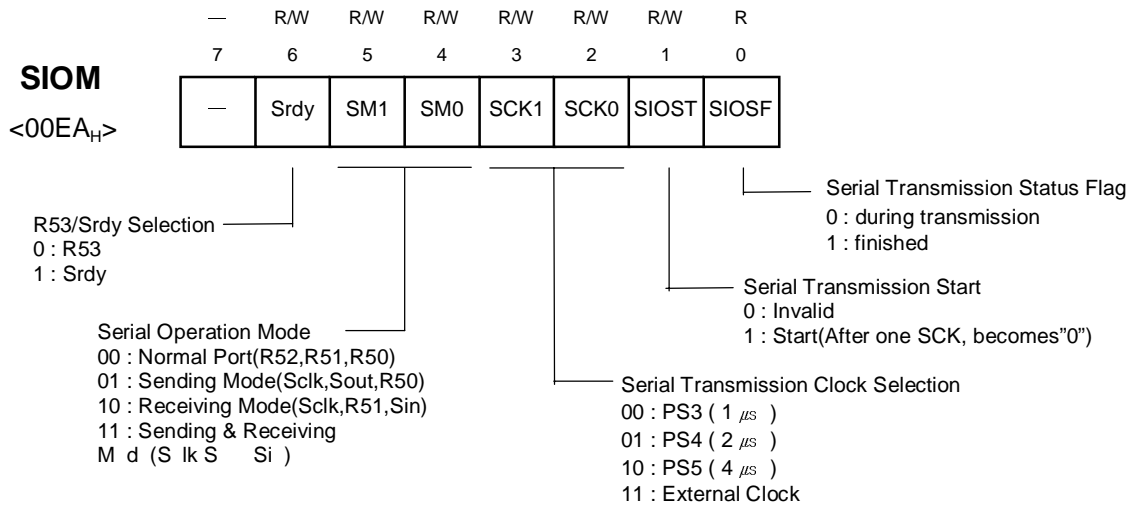 — R/W R/W R/W R/W R/W R/W R
7 6 5 4 3 2 1 0
SIOM
<00EAH>
— Srdy SM1 SM0 SCK1 SCK0 SIOST SIOSF
Serial Transmission Status Flag
0 : during transmission
1 : finished
R53/Srdy Selection
0 : R53
1 : Srdy
Serial Transmission Start
0 : Invalid
1 : Start(After one SCK, becomes”0”)
Serial Operation Mode
00 : Normal Port(R52,R51,R50)
01 : Sending Mode(Sclk,Sout,R50)
10 : Receiving Mode(Sclk,R51,Sin)
11 : Sending & Receiving
M d (S lk S Si )
Serial Transmission Clock Selection
00 : PS3 ( 1 ㎲ )
01 : PS4 ( 2 ㎲ )
10 : PS5 ( 4 ㎲ )
11 : External Clock